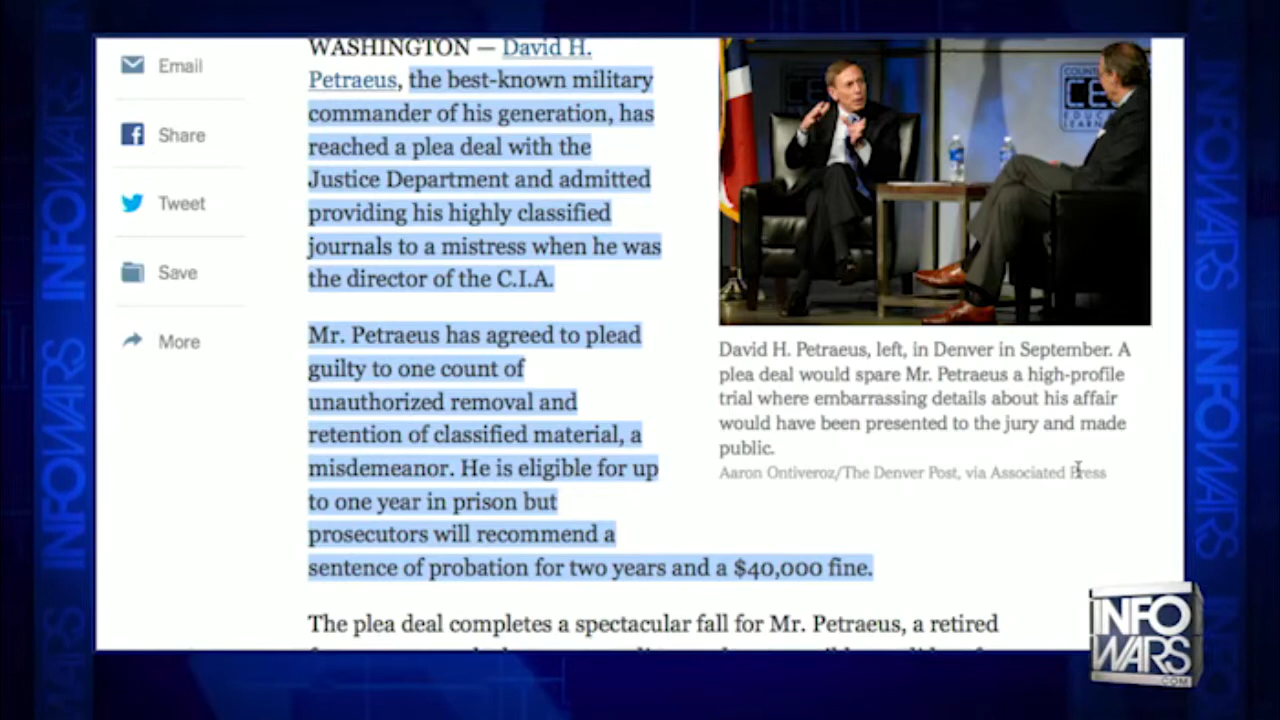 Email
Share
Tweet
Save
More
WASHINGTON — David H.
Petraeus, the best-known military
commander of his generation, has
reached a plea deal with the
Justice Department and admitted
providing his highly classified
journals to a mistress when he was
the director of the C.I.A.
Mr. Petraeus has agreed to plead
guilty to one count of
unauthorized removal and
retention of classified material, a
misdemeanor. He is eligible for up
to one year in prison but
prosecutors will recommend a
sentence of probation for two years and a $40,000 fine.
The plea deal completes a spectacular fall for Mr. Petraeus, a retired
David H. Petraeus, left, in Denver in September. A
plea deal would spare Mr. Petraeus a high-profile
trial where embarrassing details about his affair
would have been presented to the jury and made
public.
Aaron Ontiveroz/The Denver Post, via Associated Press
INFOWARS
INFOWARS
INFOWARS
INFOWARS
INFO
WARS
.COM